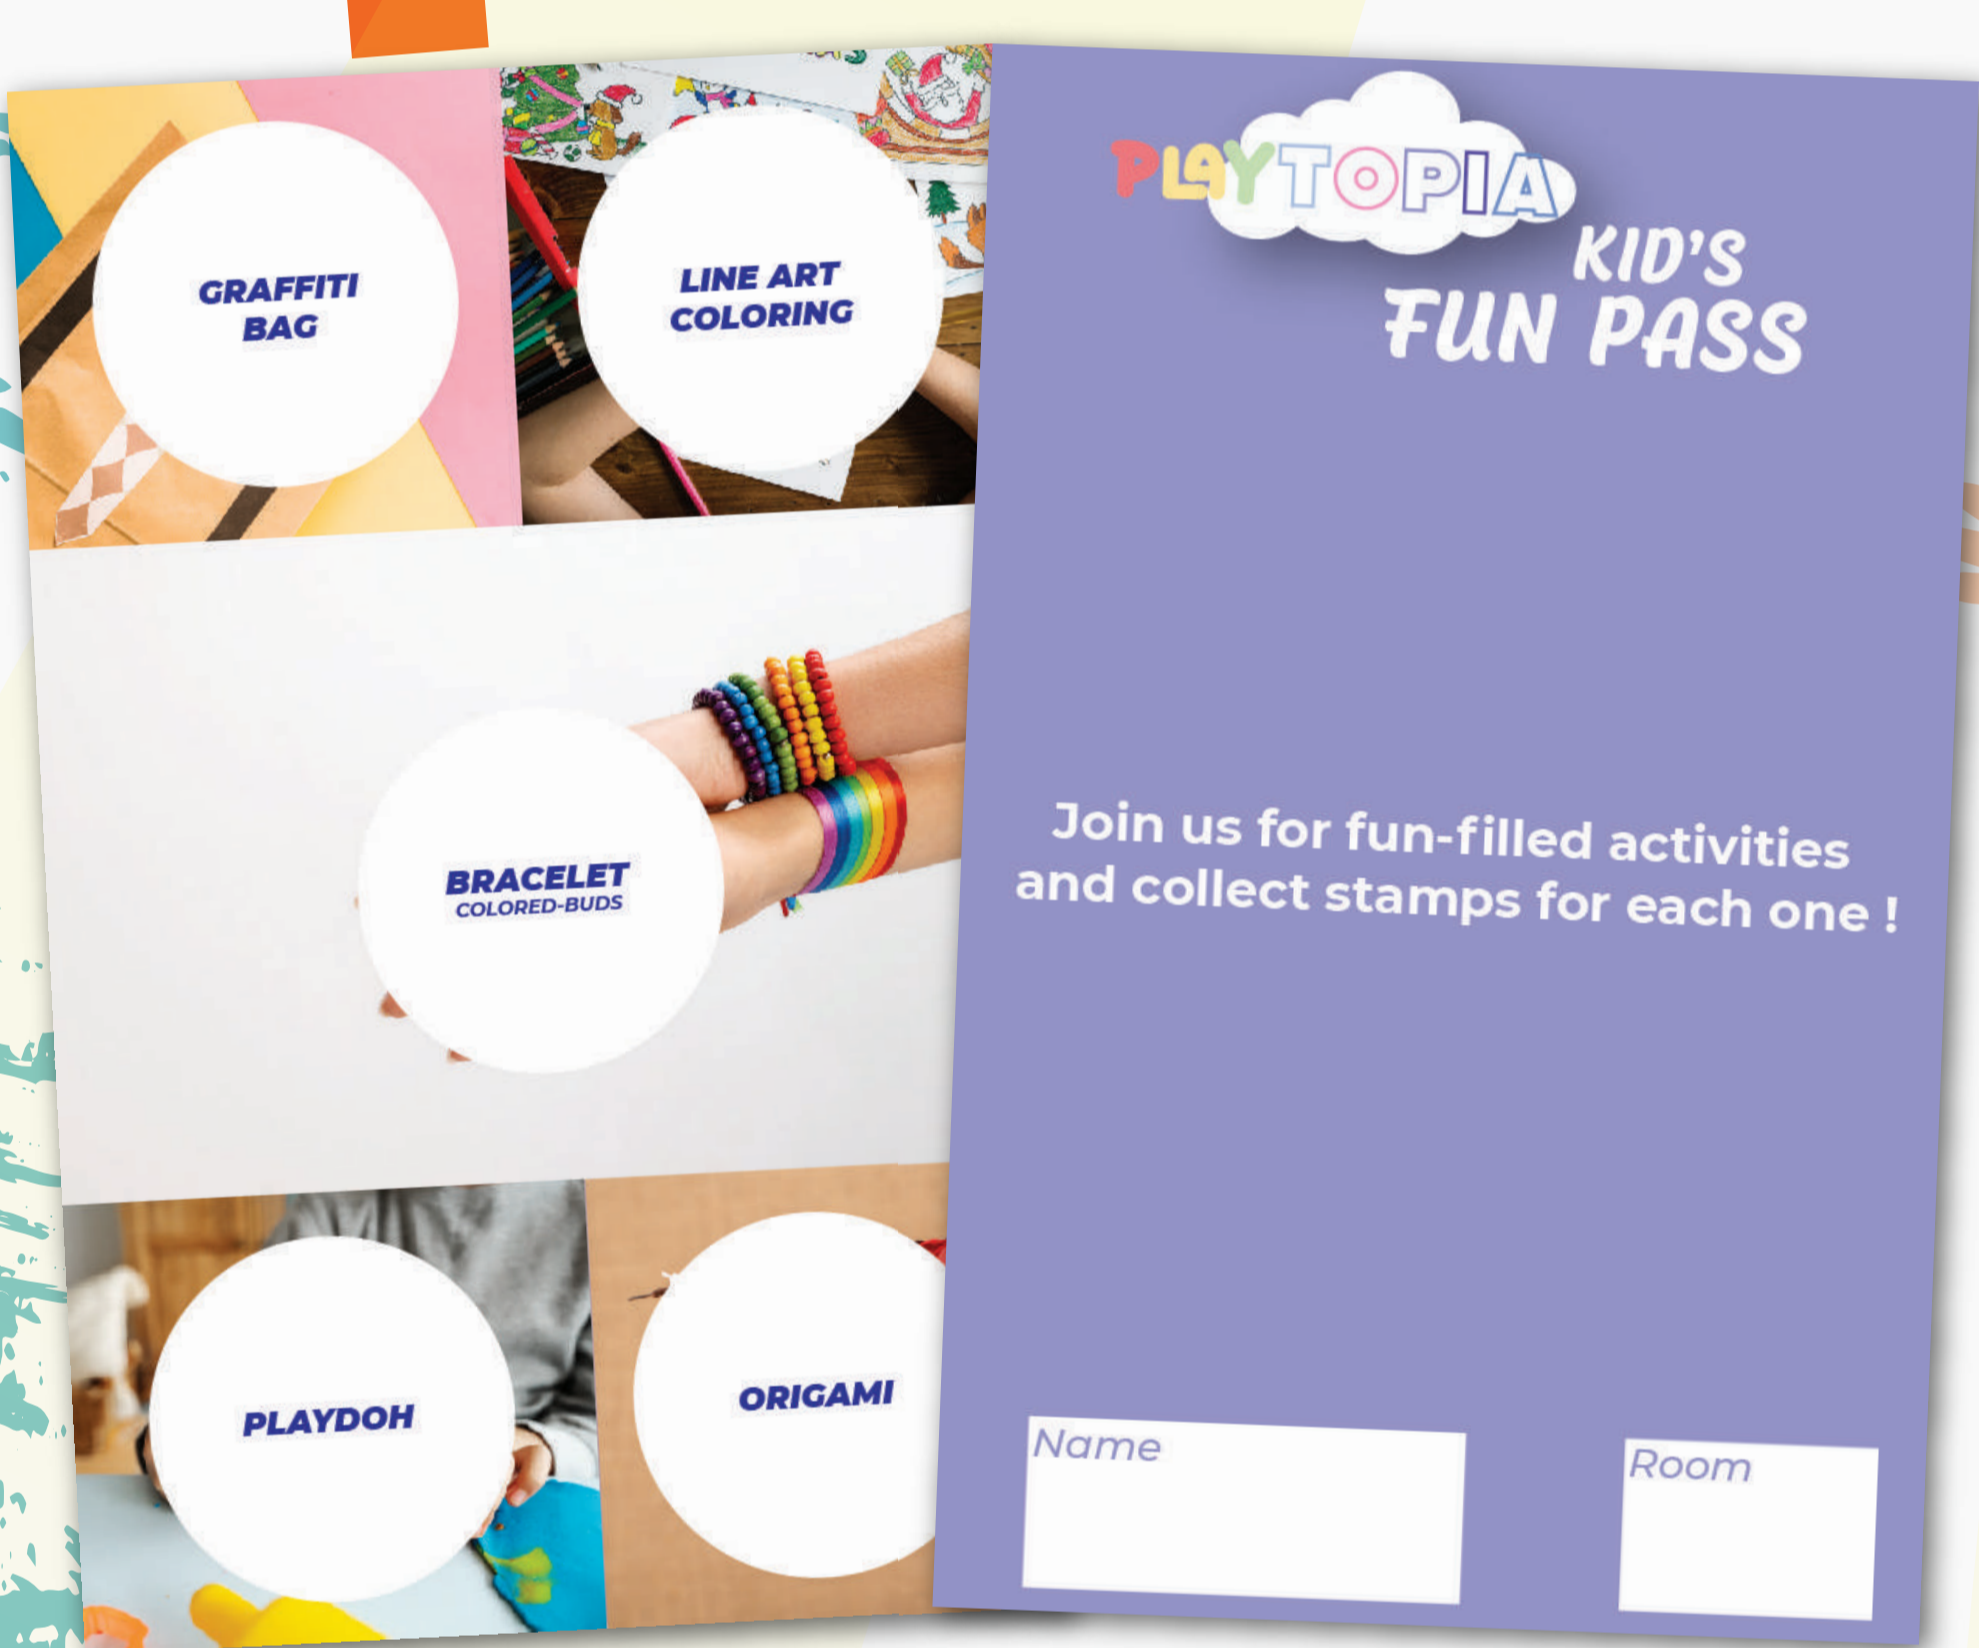 GRAFFITI
BAG
LINE ART
COLORING
BRACELET
COLORED-BUDS
PLAYDOH
ORIGAMI
PLAYTOPIA
KID'S
FUN PASS
Join us for fun-filled activities
and collect stamps for each one !
Name
Room